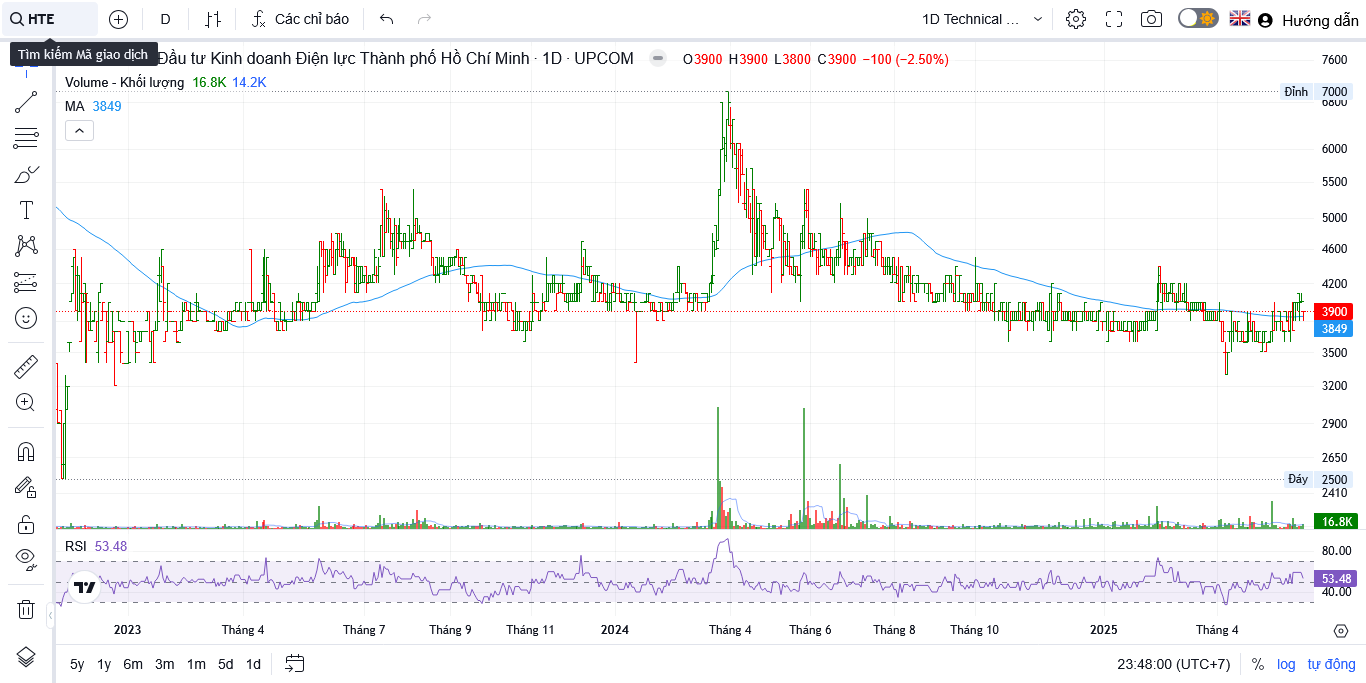 HTE D Các chỉ báo 1D Technical ... Hướng dẫn
Tìm kiếm Mã giao dịch Đầu tư Kinh doanh Điện lực Thành phố Hồ Chí Minh · 1D · UPCOM O3900 H3900 L3800 C3900 −100 (−2.50%)
Volume - Khối lượng 16.8K 14.2K
MA 3849
7600
Đỉnh 7000
6800
6000
5500
5000
4600
4200
3900
3849
3500
3200
2900
2650
Đáy 2500
2410
16.8K
RSI 53.48
80.00
53.48
40.00
2023 Tháng 4 Tháng 7 Tháng 9 Tháng 11 2024 Tháng 4 Tháng 6 Tháng 8 Tháng 10 2025 Tháng 4
5y 1y 6m 3m 1m 5d 1d 23:48:00 (UTC+7) % log tự động